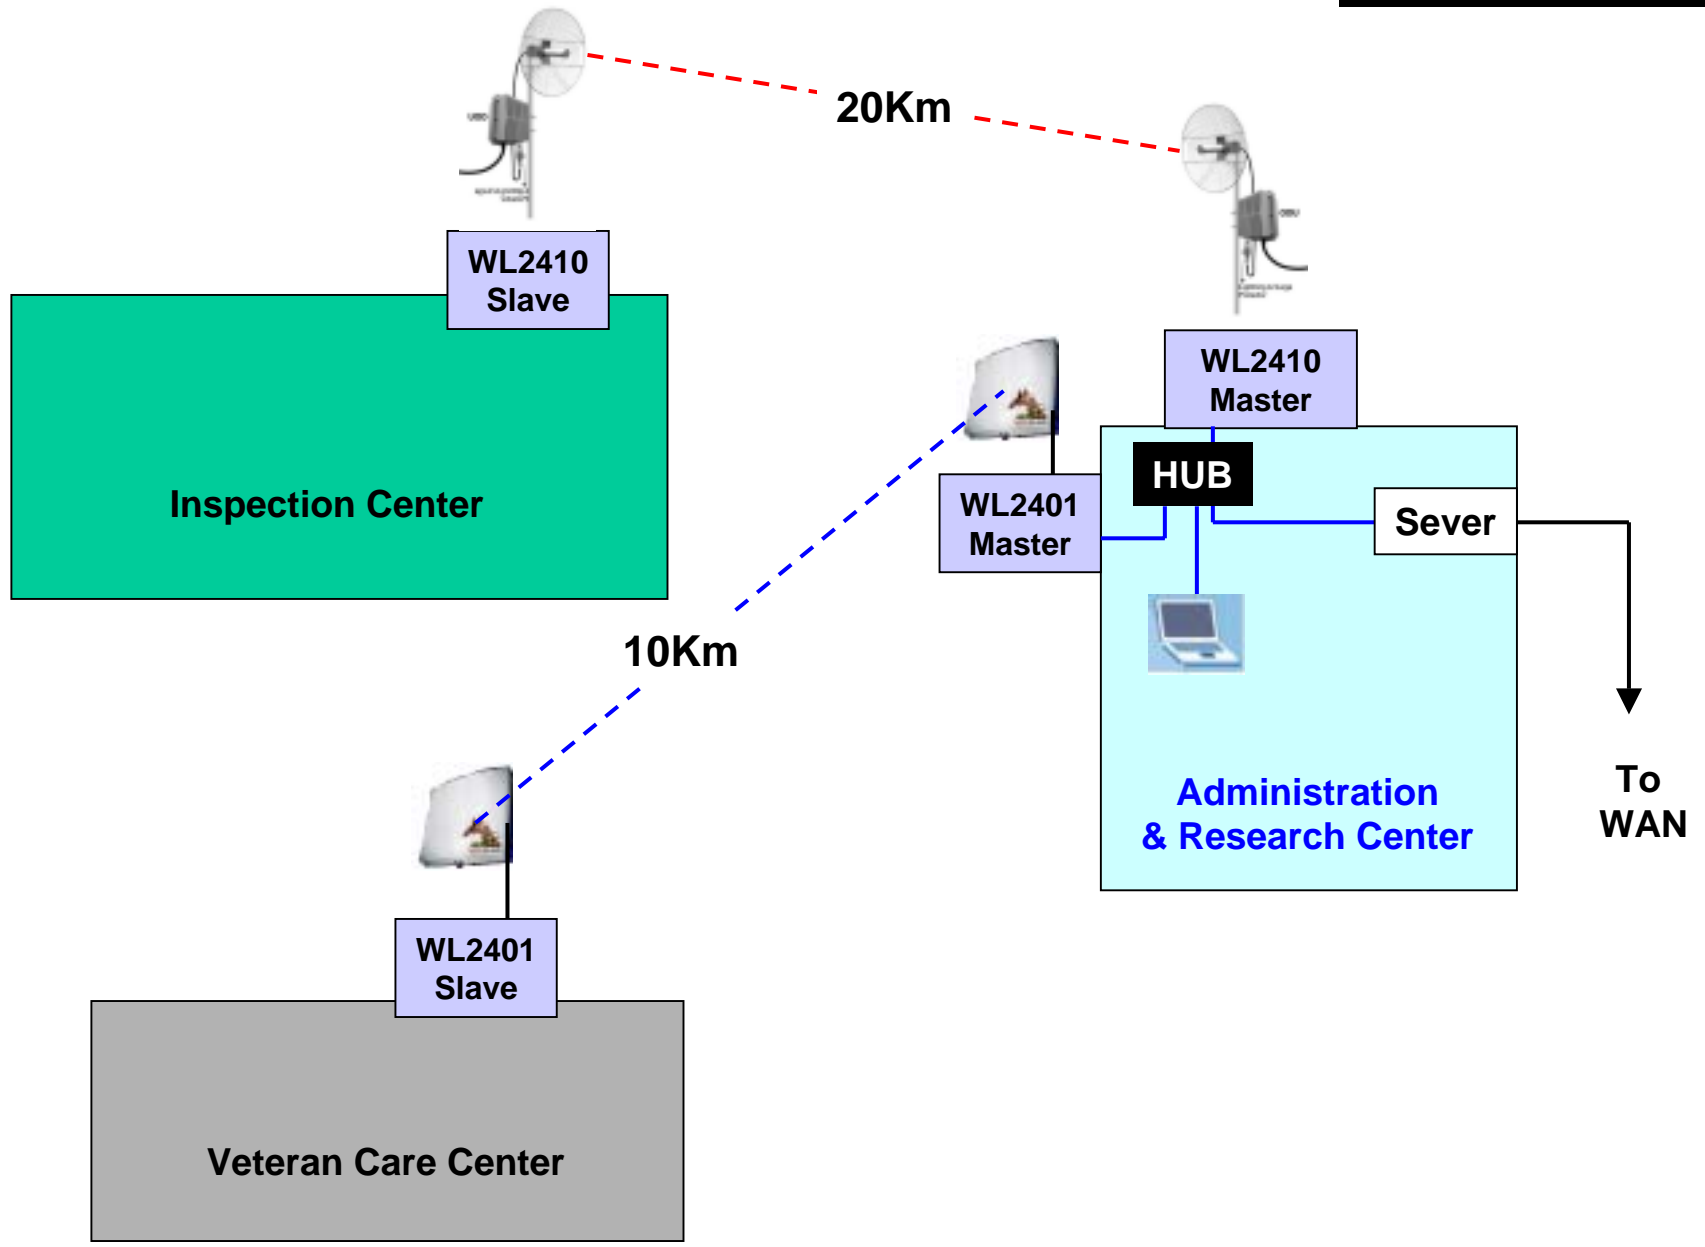 20Km
WL2410
Slave
Inspection Center
WL2410
Master
HUB
WL2401
Master
Sever
10Km
Administration
& Research Center
To
WAN
WL2401
Slave
Veteran Care Center